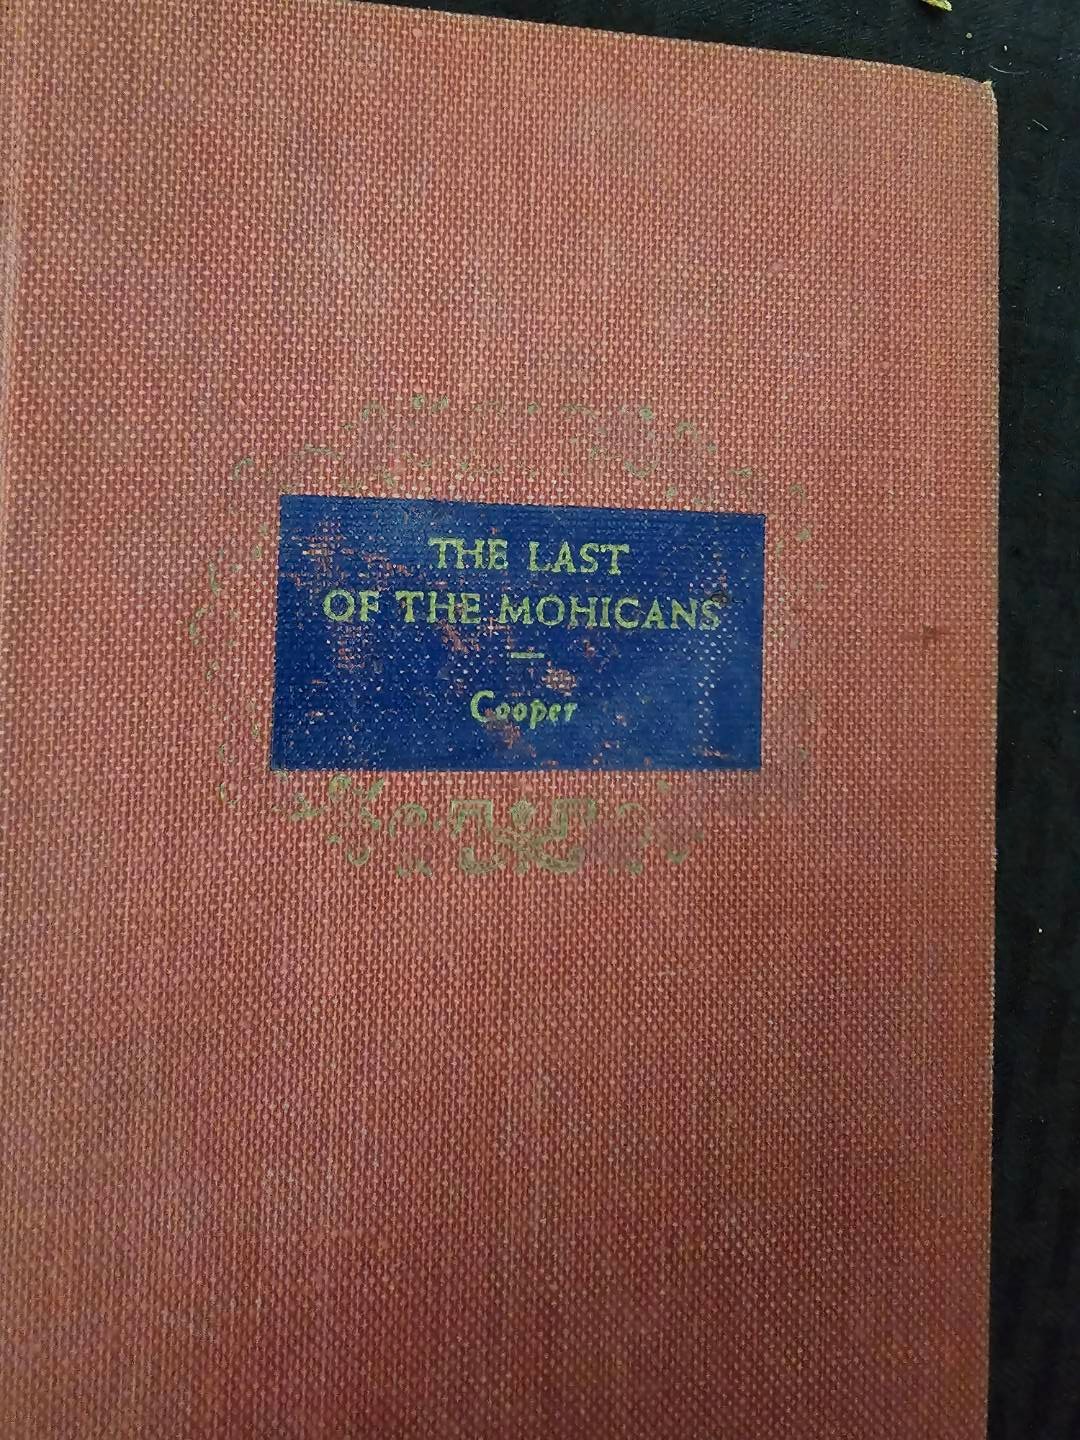 THE LAST
OF THE MOHICANS
Cooper